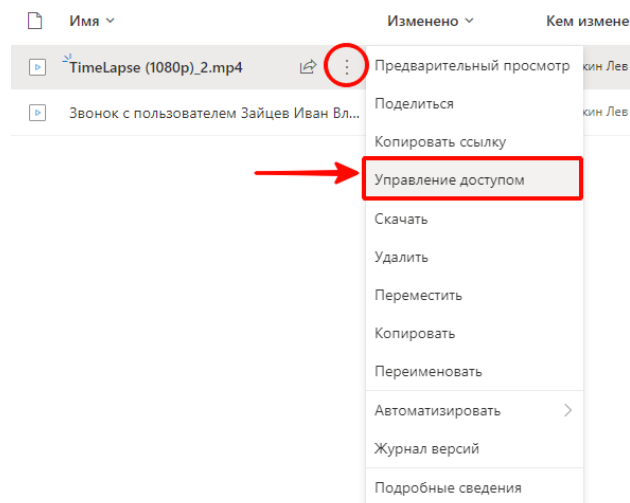 Имя Изменено Кем измене
TimeLapse (1080p)_2.mp4 кин Лев
Звонок с пользователем Зайцев Иван Вл... кин Лев
Предварительный просмотр
Поделиться
Копировать ссылку
Управление доступом
Скачать
Удалить
Переместить
Копировать
Переименовать
Автоматизировать
Журнал версий
Подробные сведения